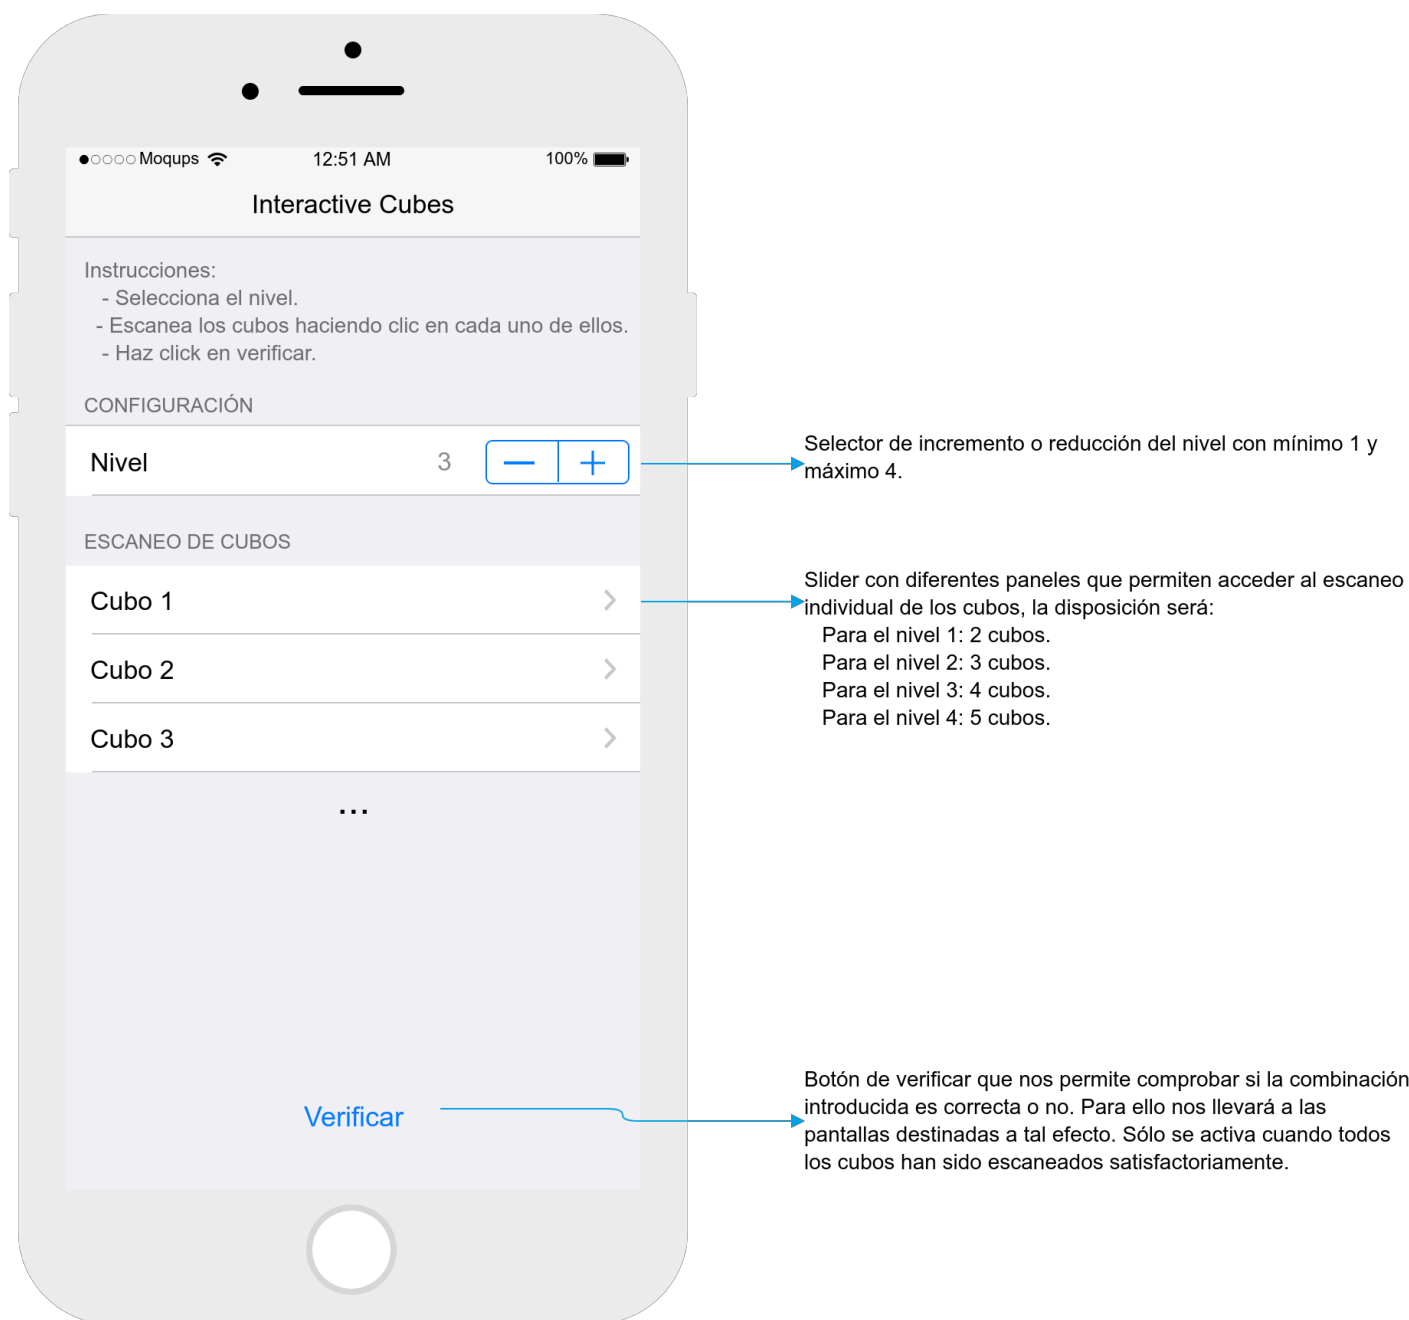 Moqups 12:51 AM 100%
Interactive Cubes
Instrucciones:
- Selecciona el nivel.
- Escanea los cubos haciendo clic en cada uno de ellos.
- Haz click en verificar.
CONFIGURACIÓN
Nivel 3
Selector de incremento o reducción del nivel con mínimo 1 y
máximo 4.
ESCANEO DE CUBOS
Cubo 1
Cubo 2
Cubo 3
...
Slider con diferentes paneles que permiten acceder al escaneo
individual de los cubos, la disposición será:
Para el nivel 1: 2 cubos.
Para el nivel 2: 3 cubos.
Para el nivel 3: 4 cubos.
Para el nivel 4: 5 cubos.
Verificar
Botón de verificar que nos permite comprobar si la combinación
introducida es correcta o no. Para ello nos llevará a las
pantallas destinadas a tal efecto. Sólo se activa cuando todos
los cubos han sido escaneados satisfactoriamente.